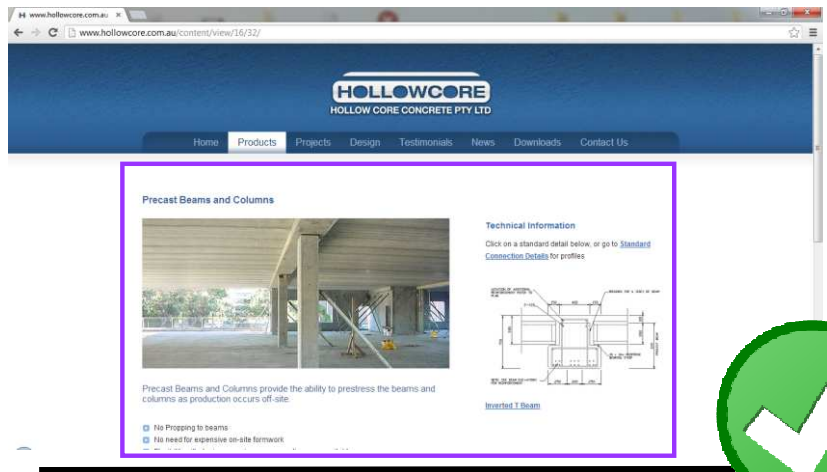 www.hollowcore.com.au
www.hollowcore.com.au/content/view/16/32/
HOLLOWCORE
HOLLOW CORE CONCRETE PTY LTD
Home Products Projects Design Testimonials News Downloads Contact Us
Precast Beams and Columns
Technical Information
Click on a standard detail below, or go to Standard
Connection Details for profiles
Precast Beams and Columns provide the ability to prestress the beams and
columns as production occurs off-site.
Inverted T Beam
No Propping to beams
No need for expensive on-site formwork